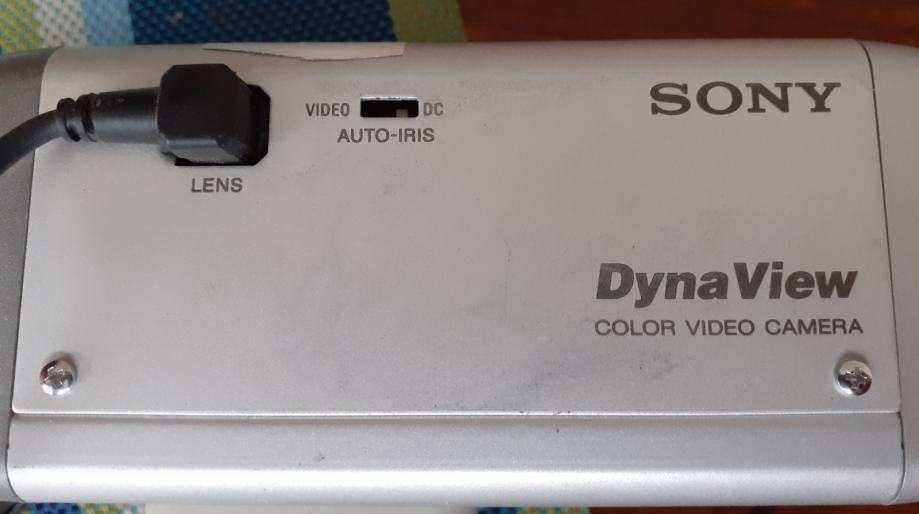 SONY
VIDEO DC
AUTO-IRIS
LENS
DynaView
COLOR VIDEO CAMERA